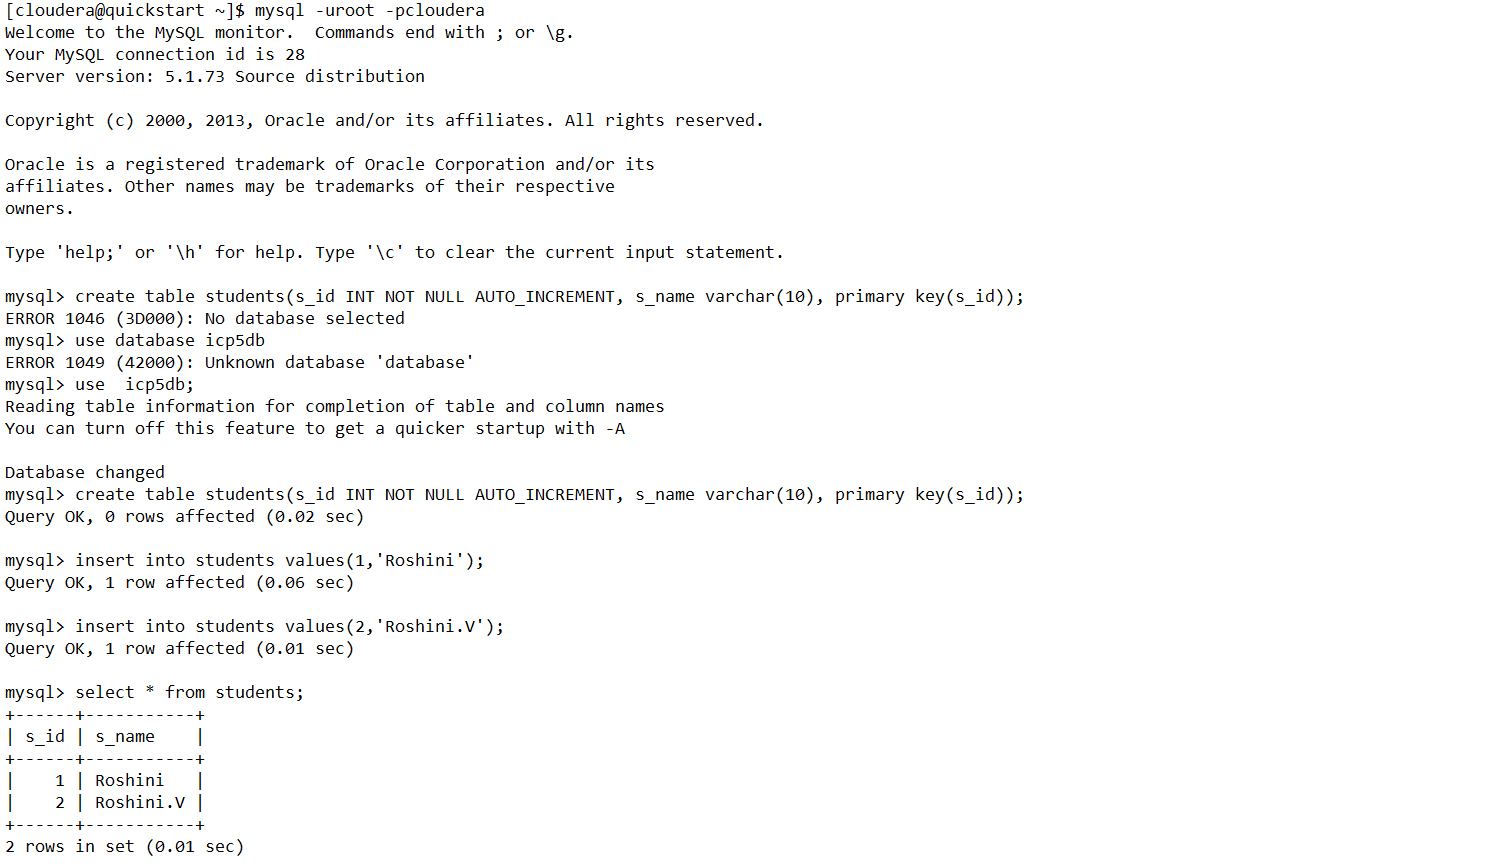 [cloudera@quickstart ~]$ mysql -uroot -pcloudera
Welcome to the MySQL monitor.  Commands end with ; or \g.
Your MySQL connection id is 28
Server version: 5.1.73 Source distribution

Copyright (c) 2000, 2013, Oracle and/or its affiliates. All rights reserved.

Oracle is a registered trademark of Oracle Corporation and/or its
affiliates. Other names may be trademarks of their respective
owners.

Type 'help;' or '\h' for help. Type '\c' to clear the current input statement.

mysql> create table students(s_id INT NOT NULL AUTO_INCREMENT, s_name varchar(10), primary key(s_id));
ERROR 1046 (3D000): No database selected
mysql> use database icp5db
ERROR 1049 (42000): Unknown database 'database'
mysql> use  icp5db;
Reading table information for completion of table and column names
You can turn off this feature to get a quicker startup with -A

Database changed
mysql> create table students(s_id INT NOT NULL AUTO_INCREMENT, s_name varchar(10), primary key(s_id));
Query OK, 0 rows affected (0.02 sec)

mysql> insert into students values(1,'Roshini');
Query OK, 1 row affected (0.06 sec)

mysql> insert into students values(2,'Roshini.V');
Query OK, 1 row affected (0.01 sec)

mysql> select * from students;
+------+-----------+
| s_id | s_name    |
+------+-----------+
|    1 | Roshini   |
|    2 | Roshini.V |
+------+-----------+
2 rows in set (0.01 sec)